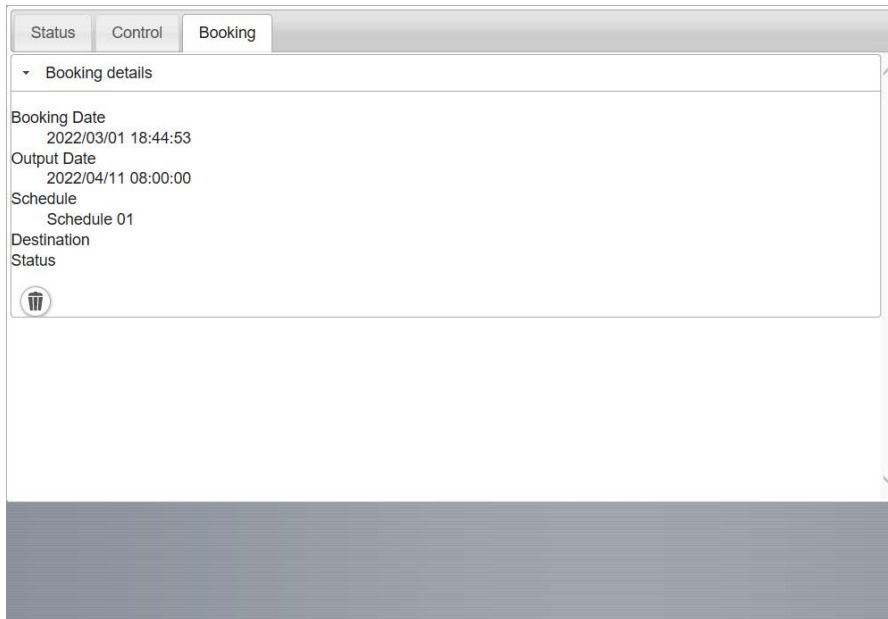 Status Control Booking
Booking details
Booking Date
2022/03/01 18:44:53
Output Date
2022/04/11 08:00:00
Schedule
Schedule 01
Destination
Status